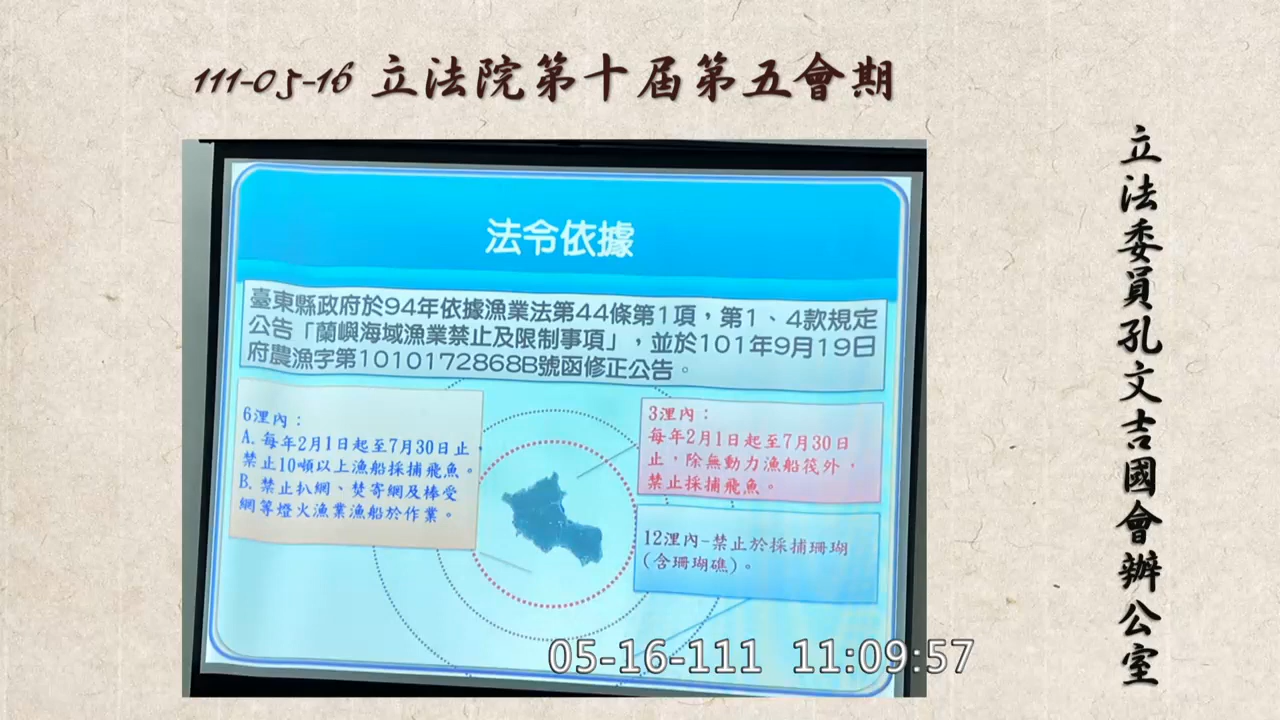 111-05-16 立法院第十屆第五會期
立法委員孔文吉國會辦公室
法令依據
臺東縣政府於94年依據漁業法第44條第1項，第1、4款規定
公告「蘭嶼海域漁業禁止及限制事項」，並於101年9月19日
府農漁字第1010172868B號函修正公告。
6浬內：
A.每年2月1日起至7月30日止，
禁止10噸以上漁船採捕飛魚。
B.禁止扒網、焚寄網及棒受
網等燈火漁業漁船於作業。
3浬內：
每年2月1日起至7月30日
止，除無動力漁船筏外，
禁止採捕飛魚。
12浬內-禁止於採捕珊瑚
(含珊瑚礁)。
05-16-111 11:09:57